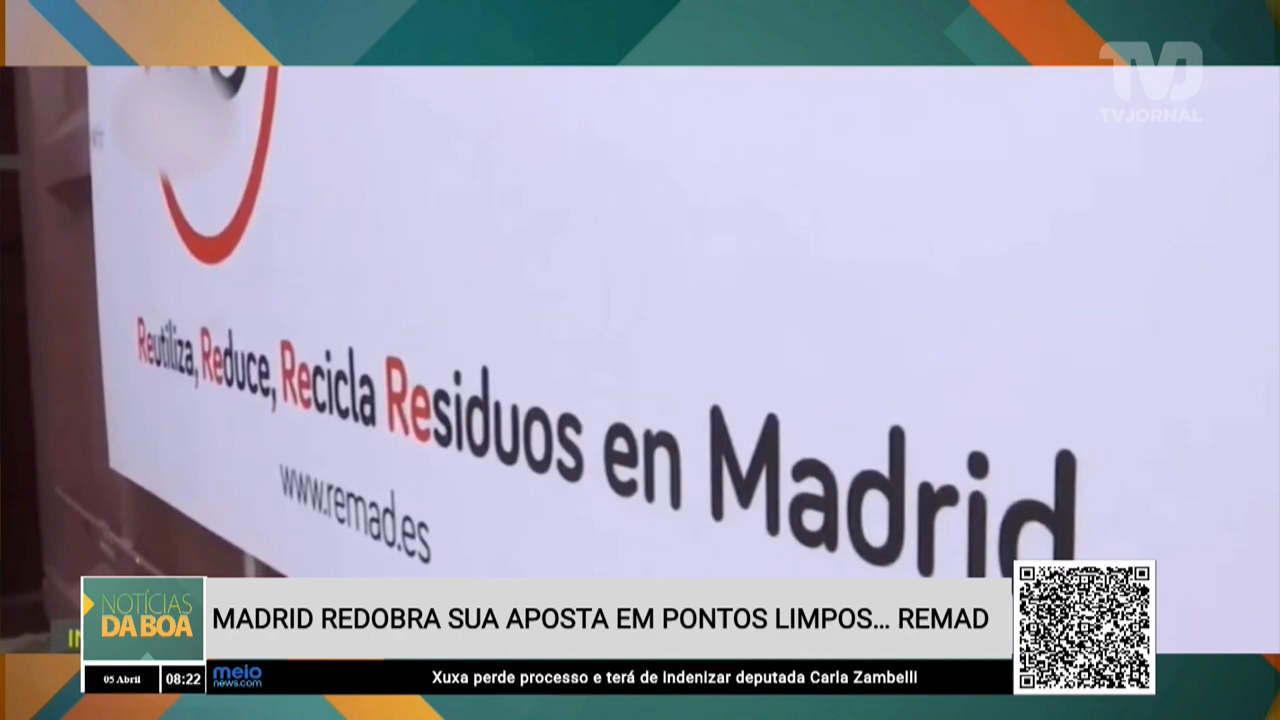 TVJORNAL
Reutiliza, Reduce, Recicla Residuos en Madrid
www.remad.es
NOTÍCIAS
DA BOA
MADRID REDOBRA SUA APOSTA EM PONTOS LIMPOS... REMAD
05 Abril
08:22
meio
news.com
Xuxa perde processo e terá de indenizar deputada Carla Zambelli